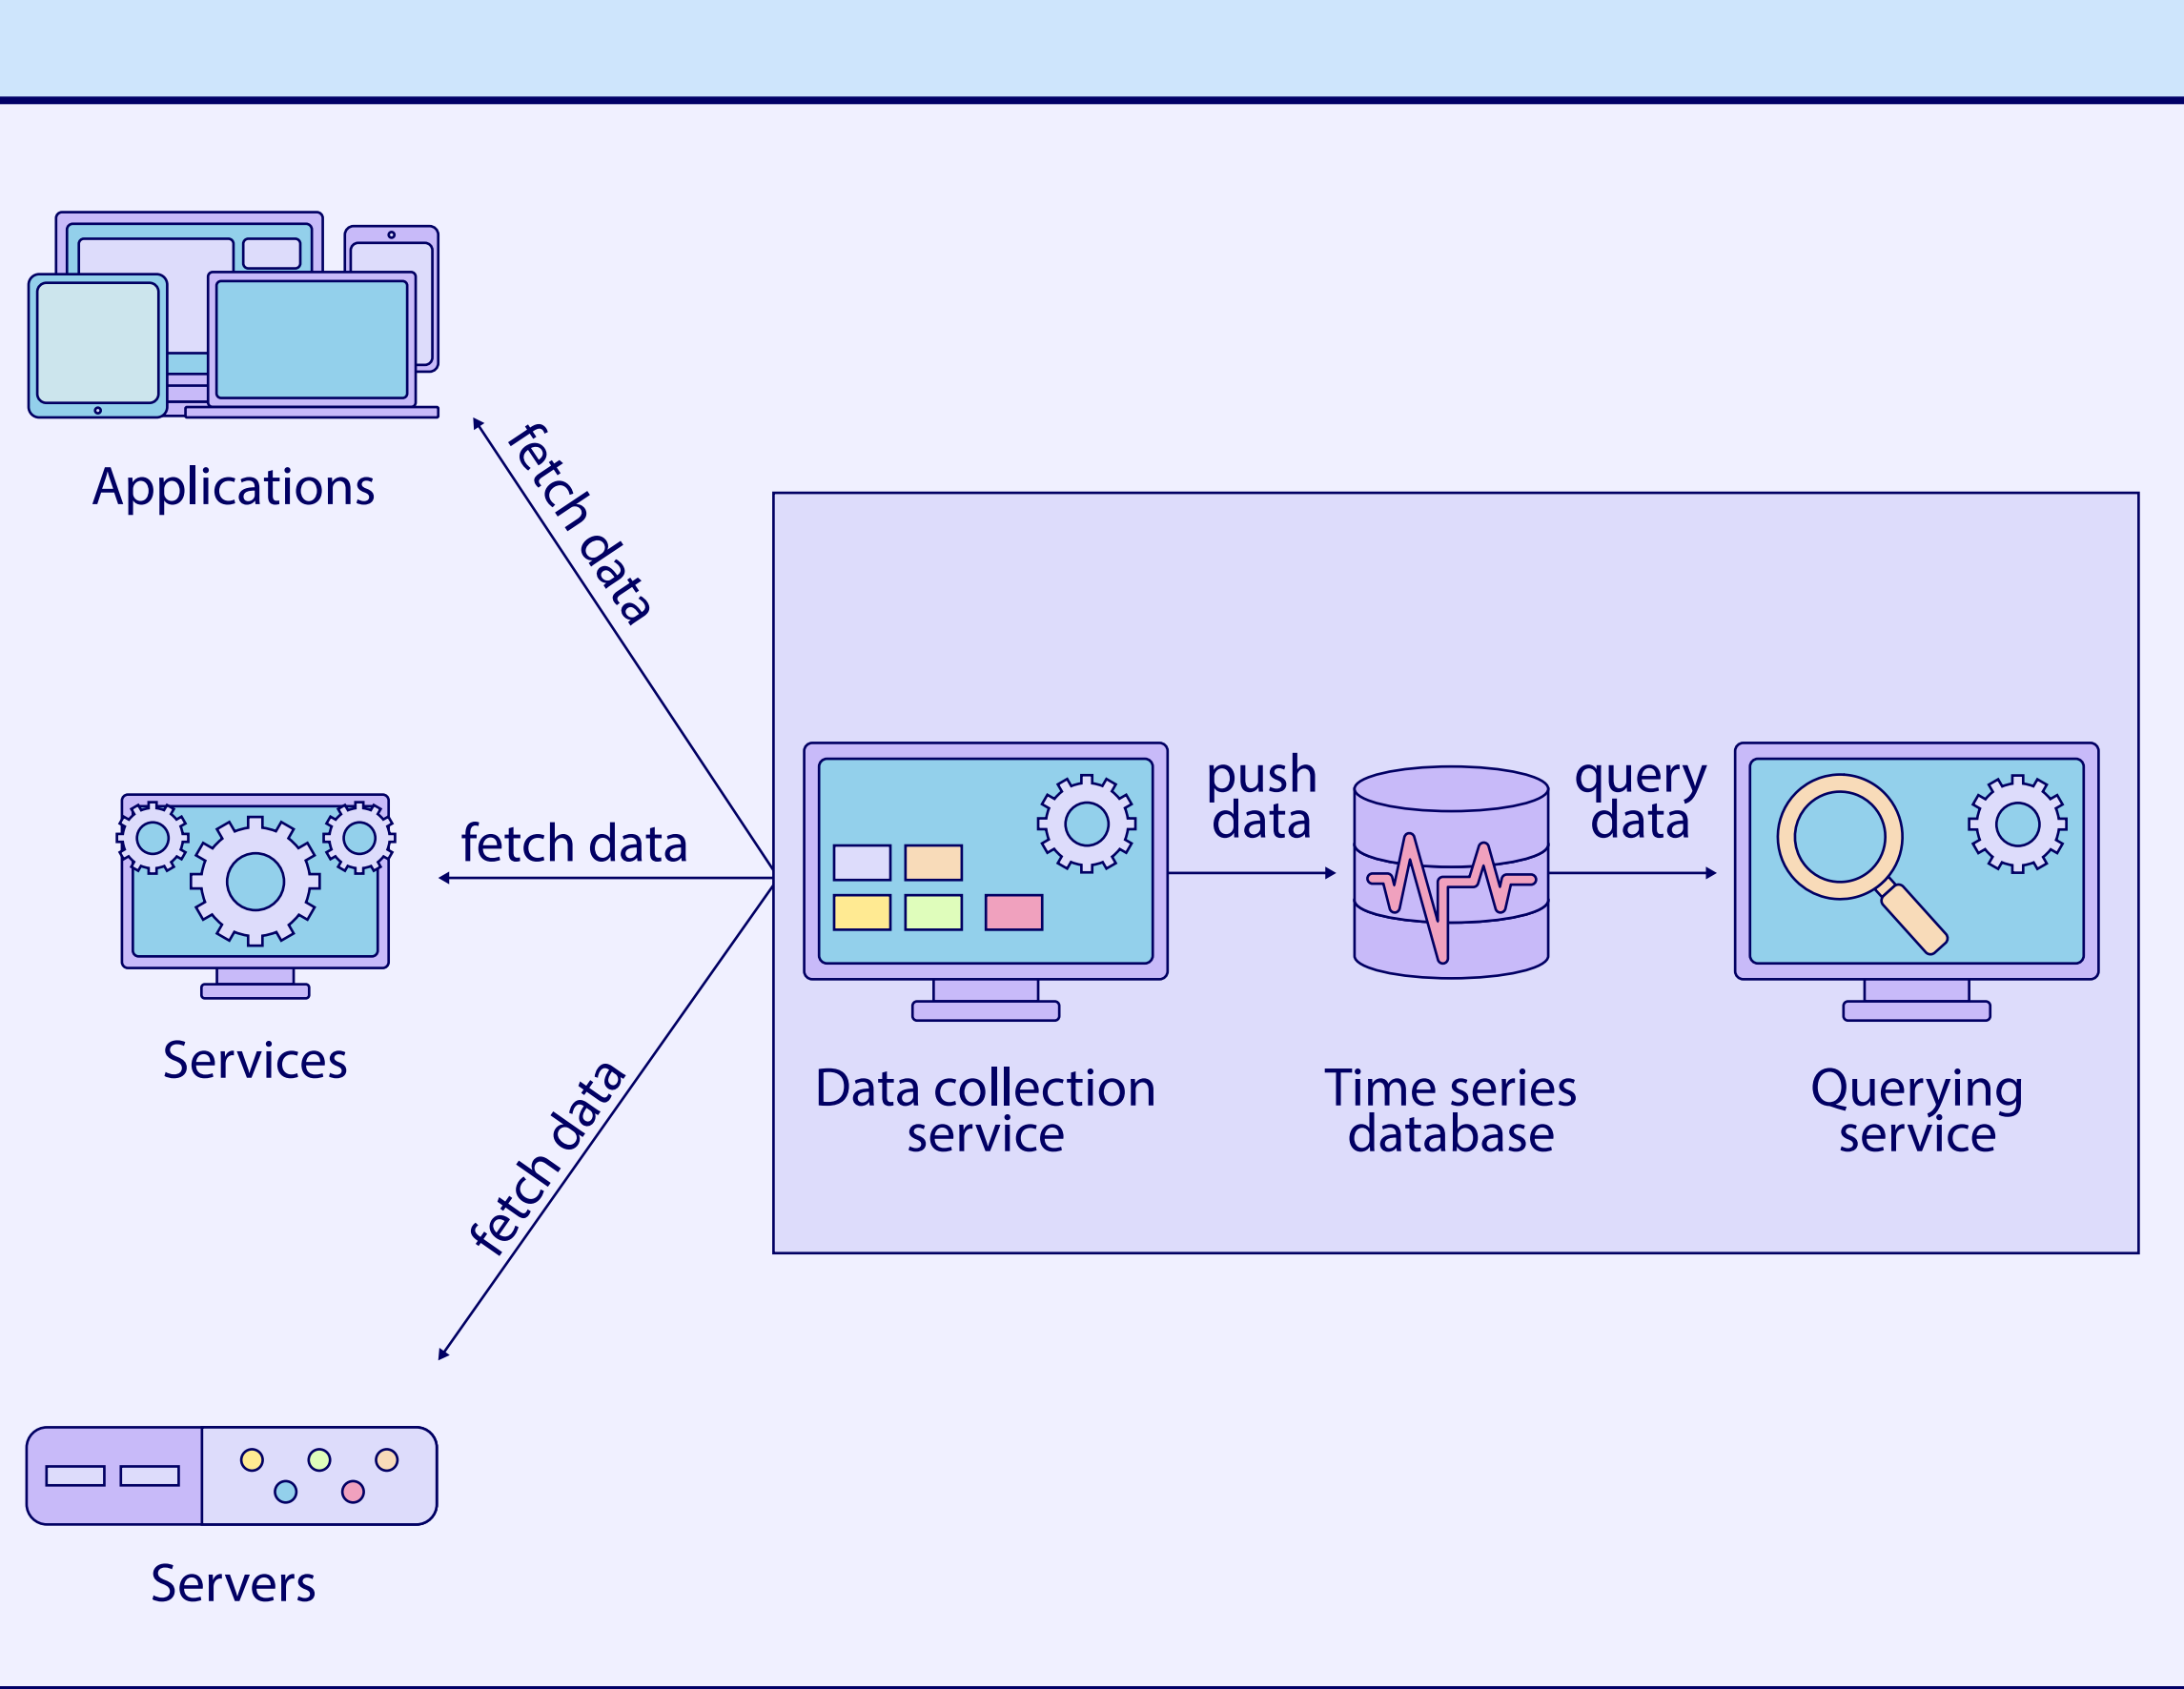 Applications
fetch data
fetch data
Services
fetch data
Servers
push
data
query
data
Data collection
service
Time series
database
Querying
service